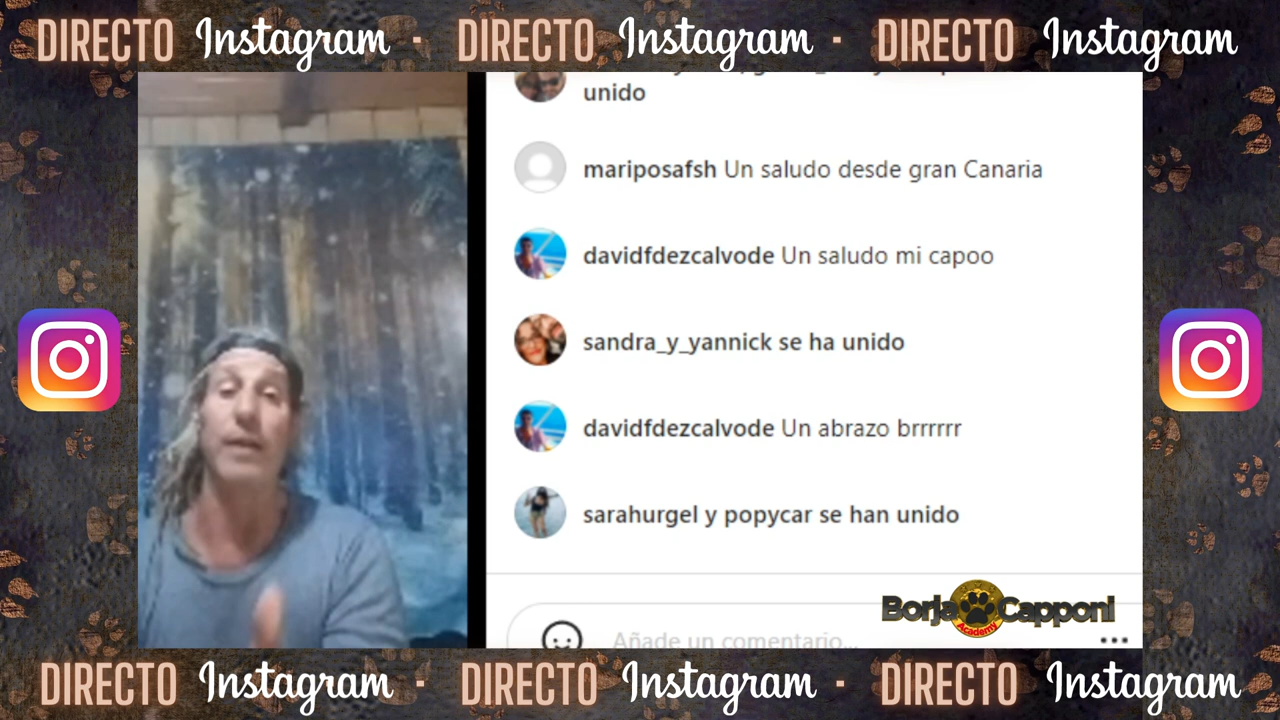 DIRECTO Instagram · DIRECTO Instagram · DIRECTO Instagram
unido
mariposafsh Un saludo desde gran Canaria
davidfdezcalvode Un saludo mi capoo
sandra_y_yannick se ha unido
davidfdezcalvode Un abrazo brrrrrr
sarahurgel y popycar se han unido
Borja Capponi
Academy
Añade un comentario...
DIRECTO Instagram · DIRECTO Instagram · DIRECTO Instagram